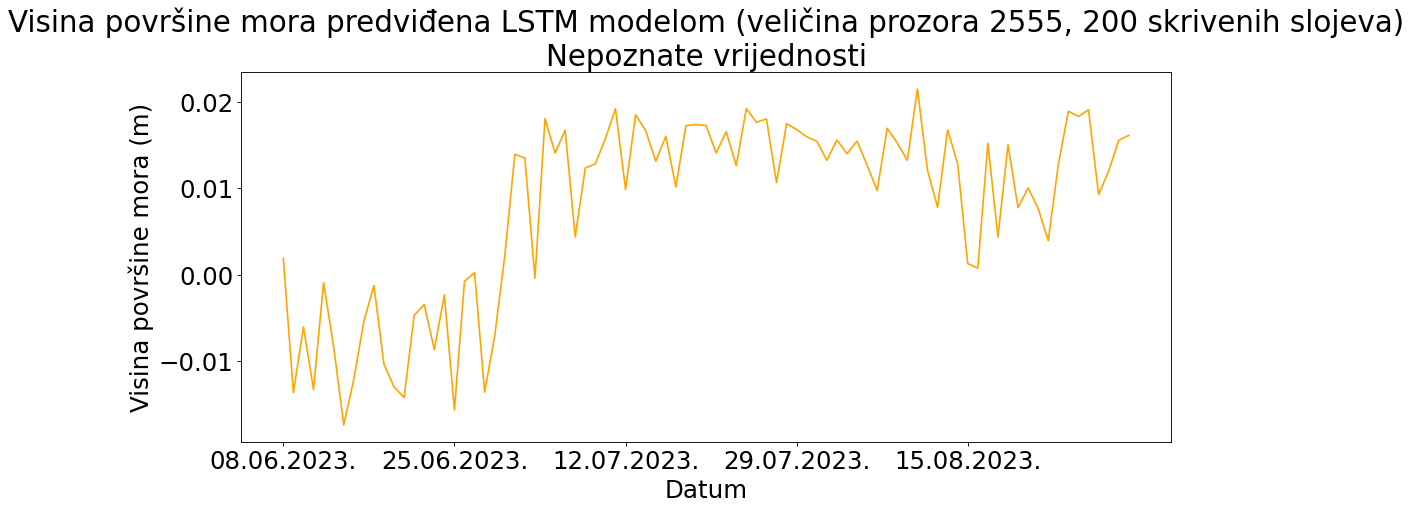 Visina površine mora predviđena LSTM modelom (veličina prozora 2555, 200 skrivenih slojeva)
Nepoznate vrijednosti
Visina površine mora (m)
0.02
0.01
0.00
−0.01
08.06.2023. 25.06.2023. 12.07.2023. 29.07.2023. 15.08.2023.
Datum